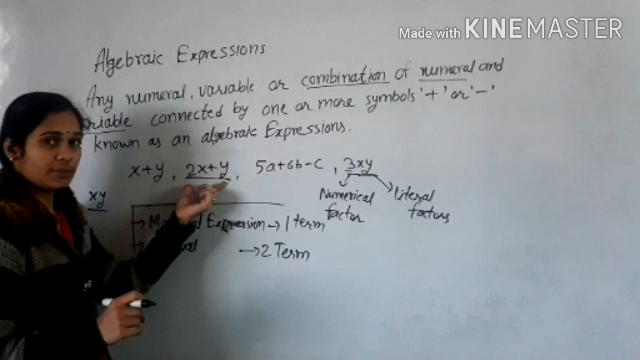 Made with KINEMASTER
Algebraic Expressions
Any numeral, variable or combination of numeral and
variable connected by one or more symbols '+' or '-'
known as an algebraic Expressions.
x+y, 2x+y, 5a+6b-c, 3xy
xy
Numerical factor
Literal factors
Expression → 1 term
→ 2 Term